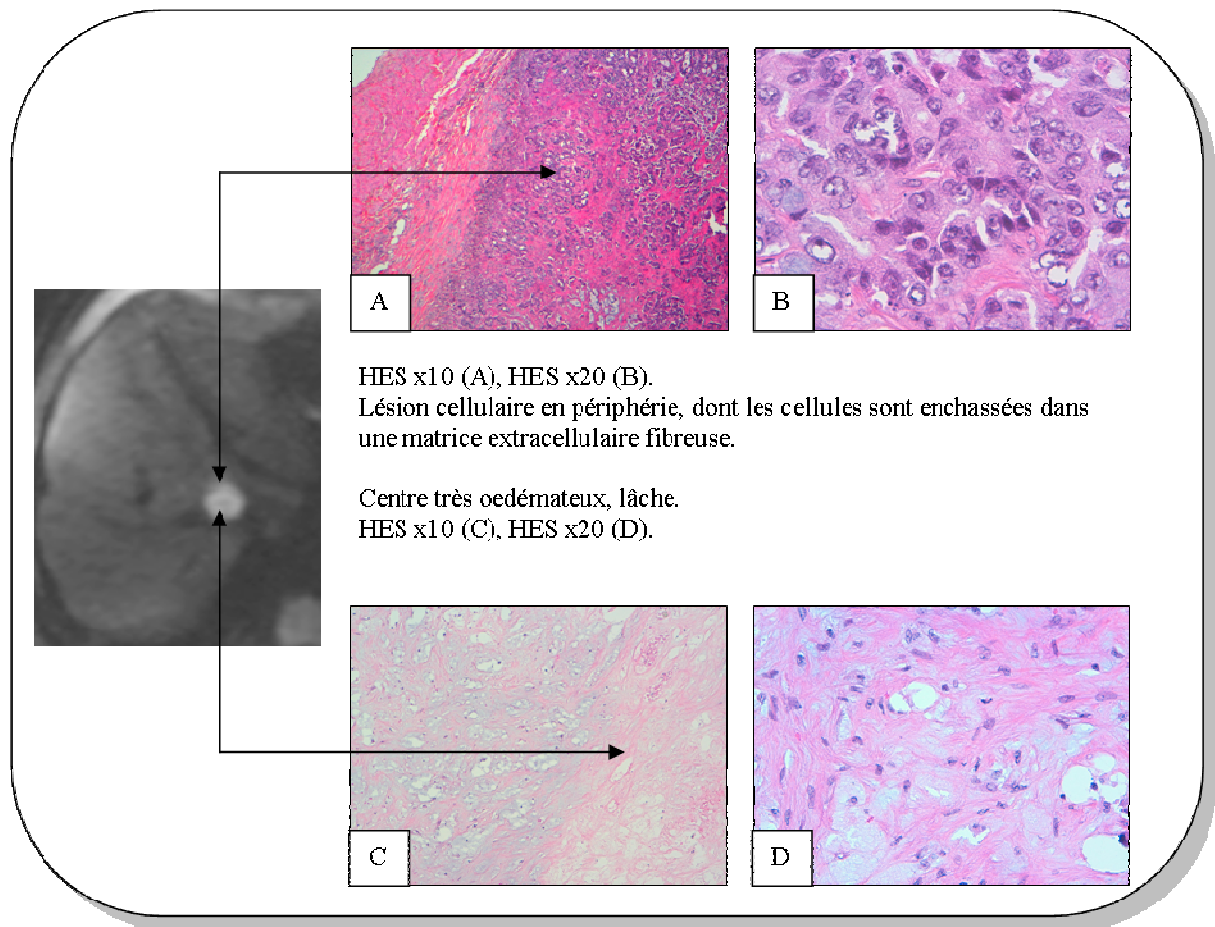 A
B
HES x10 (A), HES x20 (B).
Lésion cellulaire en périphérie, dont les cellules sont enchassées dans
une matrice extracellulaire fibreuse.
Centre très oedémateux, lâche.
HES x10 (C), HES x20 (D).
C
D